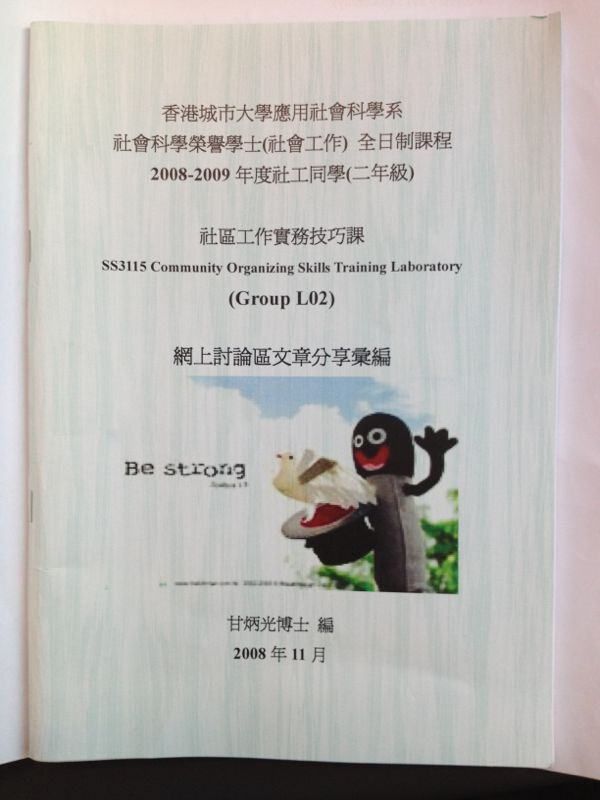 香港城市大學應用社會科學系
社會科學榮譽學士(社會工作) 全日制課程
2008-2009 年度社工同學(二年級)
社區工作實務技巧課
SS3115 Community Organizing Skills Training Laboratory
(Group L02)
網上討論區文章分享彙編
Be strong
甘炳光博士 編
2008 年 11 月